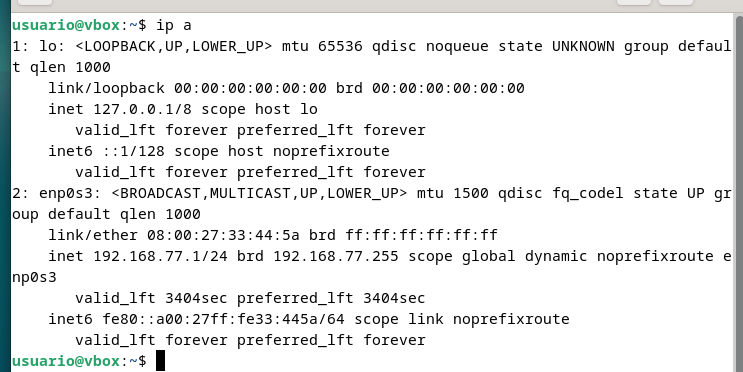 usuario@vbox:~$ ip a
1: lo: <LOOPBACK,UP,LOWER_UP> mtu 65536 qdisc noqueue state UNKNOWN group defaul
t qlen 1000
    link/loopback 00:00:00:00:00:00 brd 00:00:00:00:00:00
    inet 127.0.0.1/8 scope host lo
       valid_lft forever preferred_lft forever
    inet6 ::1/128 scope host noprefixroute
       valid_lft forever preferred_lft forever
2: enp0s3: <BROADCAST,MULTICAST,UP,LOWER_UP> mtu 1500 qdisc fq_codel state UP gr
oup default qlen 1000
    link/ether 08:00:27:33:44:5a brd ff:ff:ff:ff:ff:ff
    inet 192.168.77.1/24 brd 192.168.77.255 scope global dynamic noprefixroute e
np0s3
       valid_lft 3404sec preferred_lft 3404sec
    inet6 fe80::a00:27ff:fe33:445a/64 scope link noprefixroute
       valid_lft forever preferred_lft forever
usuario@vbox:~$